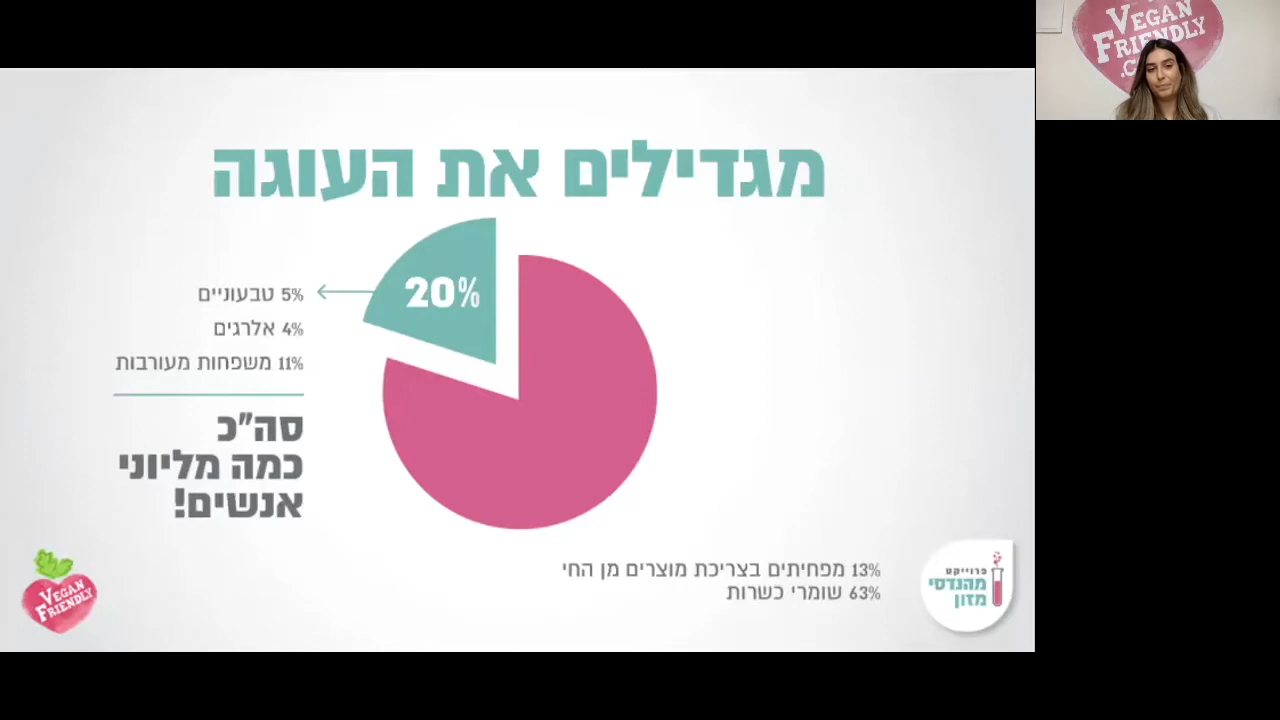 מגדילים את העוגה
20%
5% טבעוניים
4% אלרגים
11% משפחות מעורבות
סה"כ
כמה מליוני
אנשים!
13% מפחיתים בצריכת מוצרים מן החי
63% שומרי כשרות
VEGAN
FRIENDLY
פרוייקט
מהנדסי
מזון
VEGAN
FRIENDLY